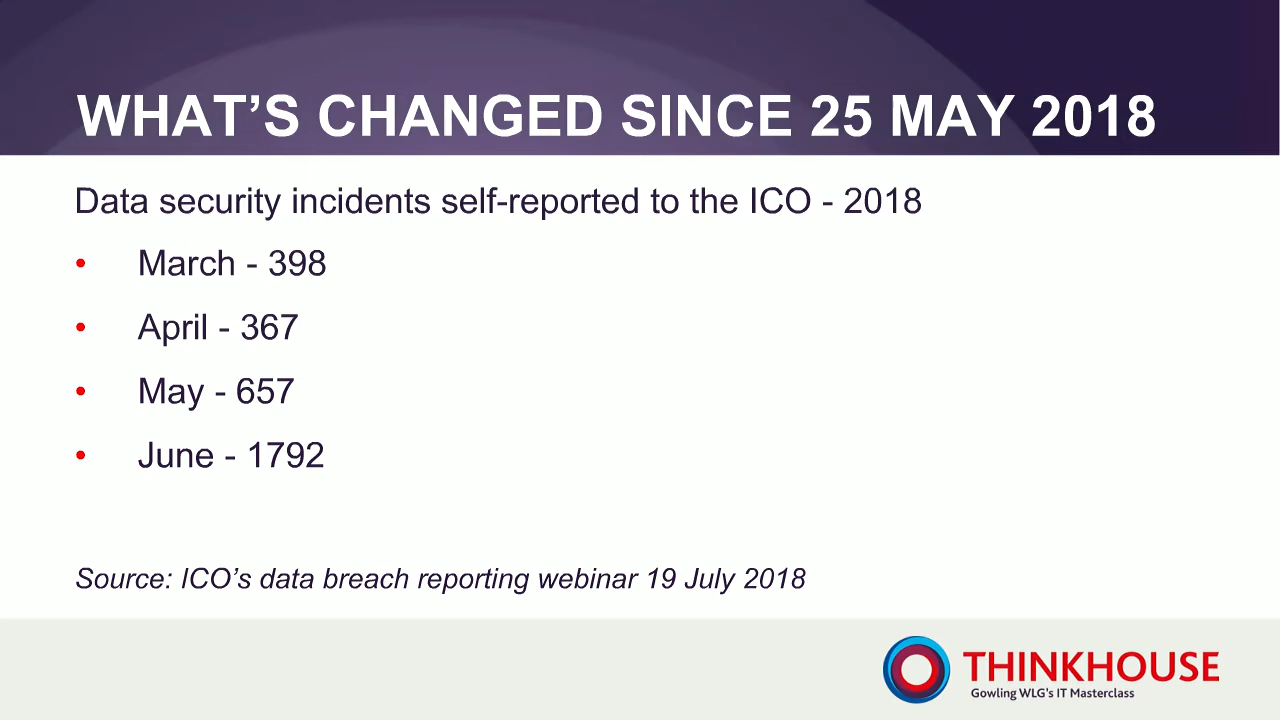 WHAT’S CHANGED SINCE 25 MAY 2018
Data security incidents self-reported to the ICO - 2018
• March - 398
• April - 367
• May - 657
• June - 1792
Source: ICO’s data breach reporting webinar 19 July 2018
THINKHOUSE
Gowling WLG's IT Masterclass